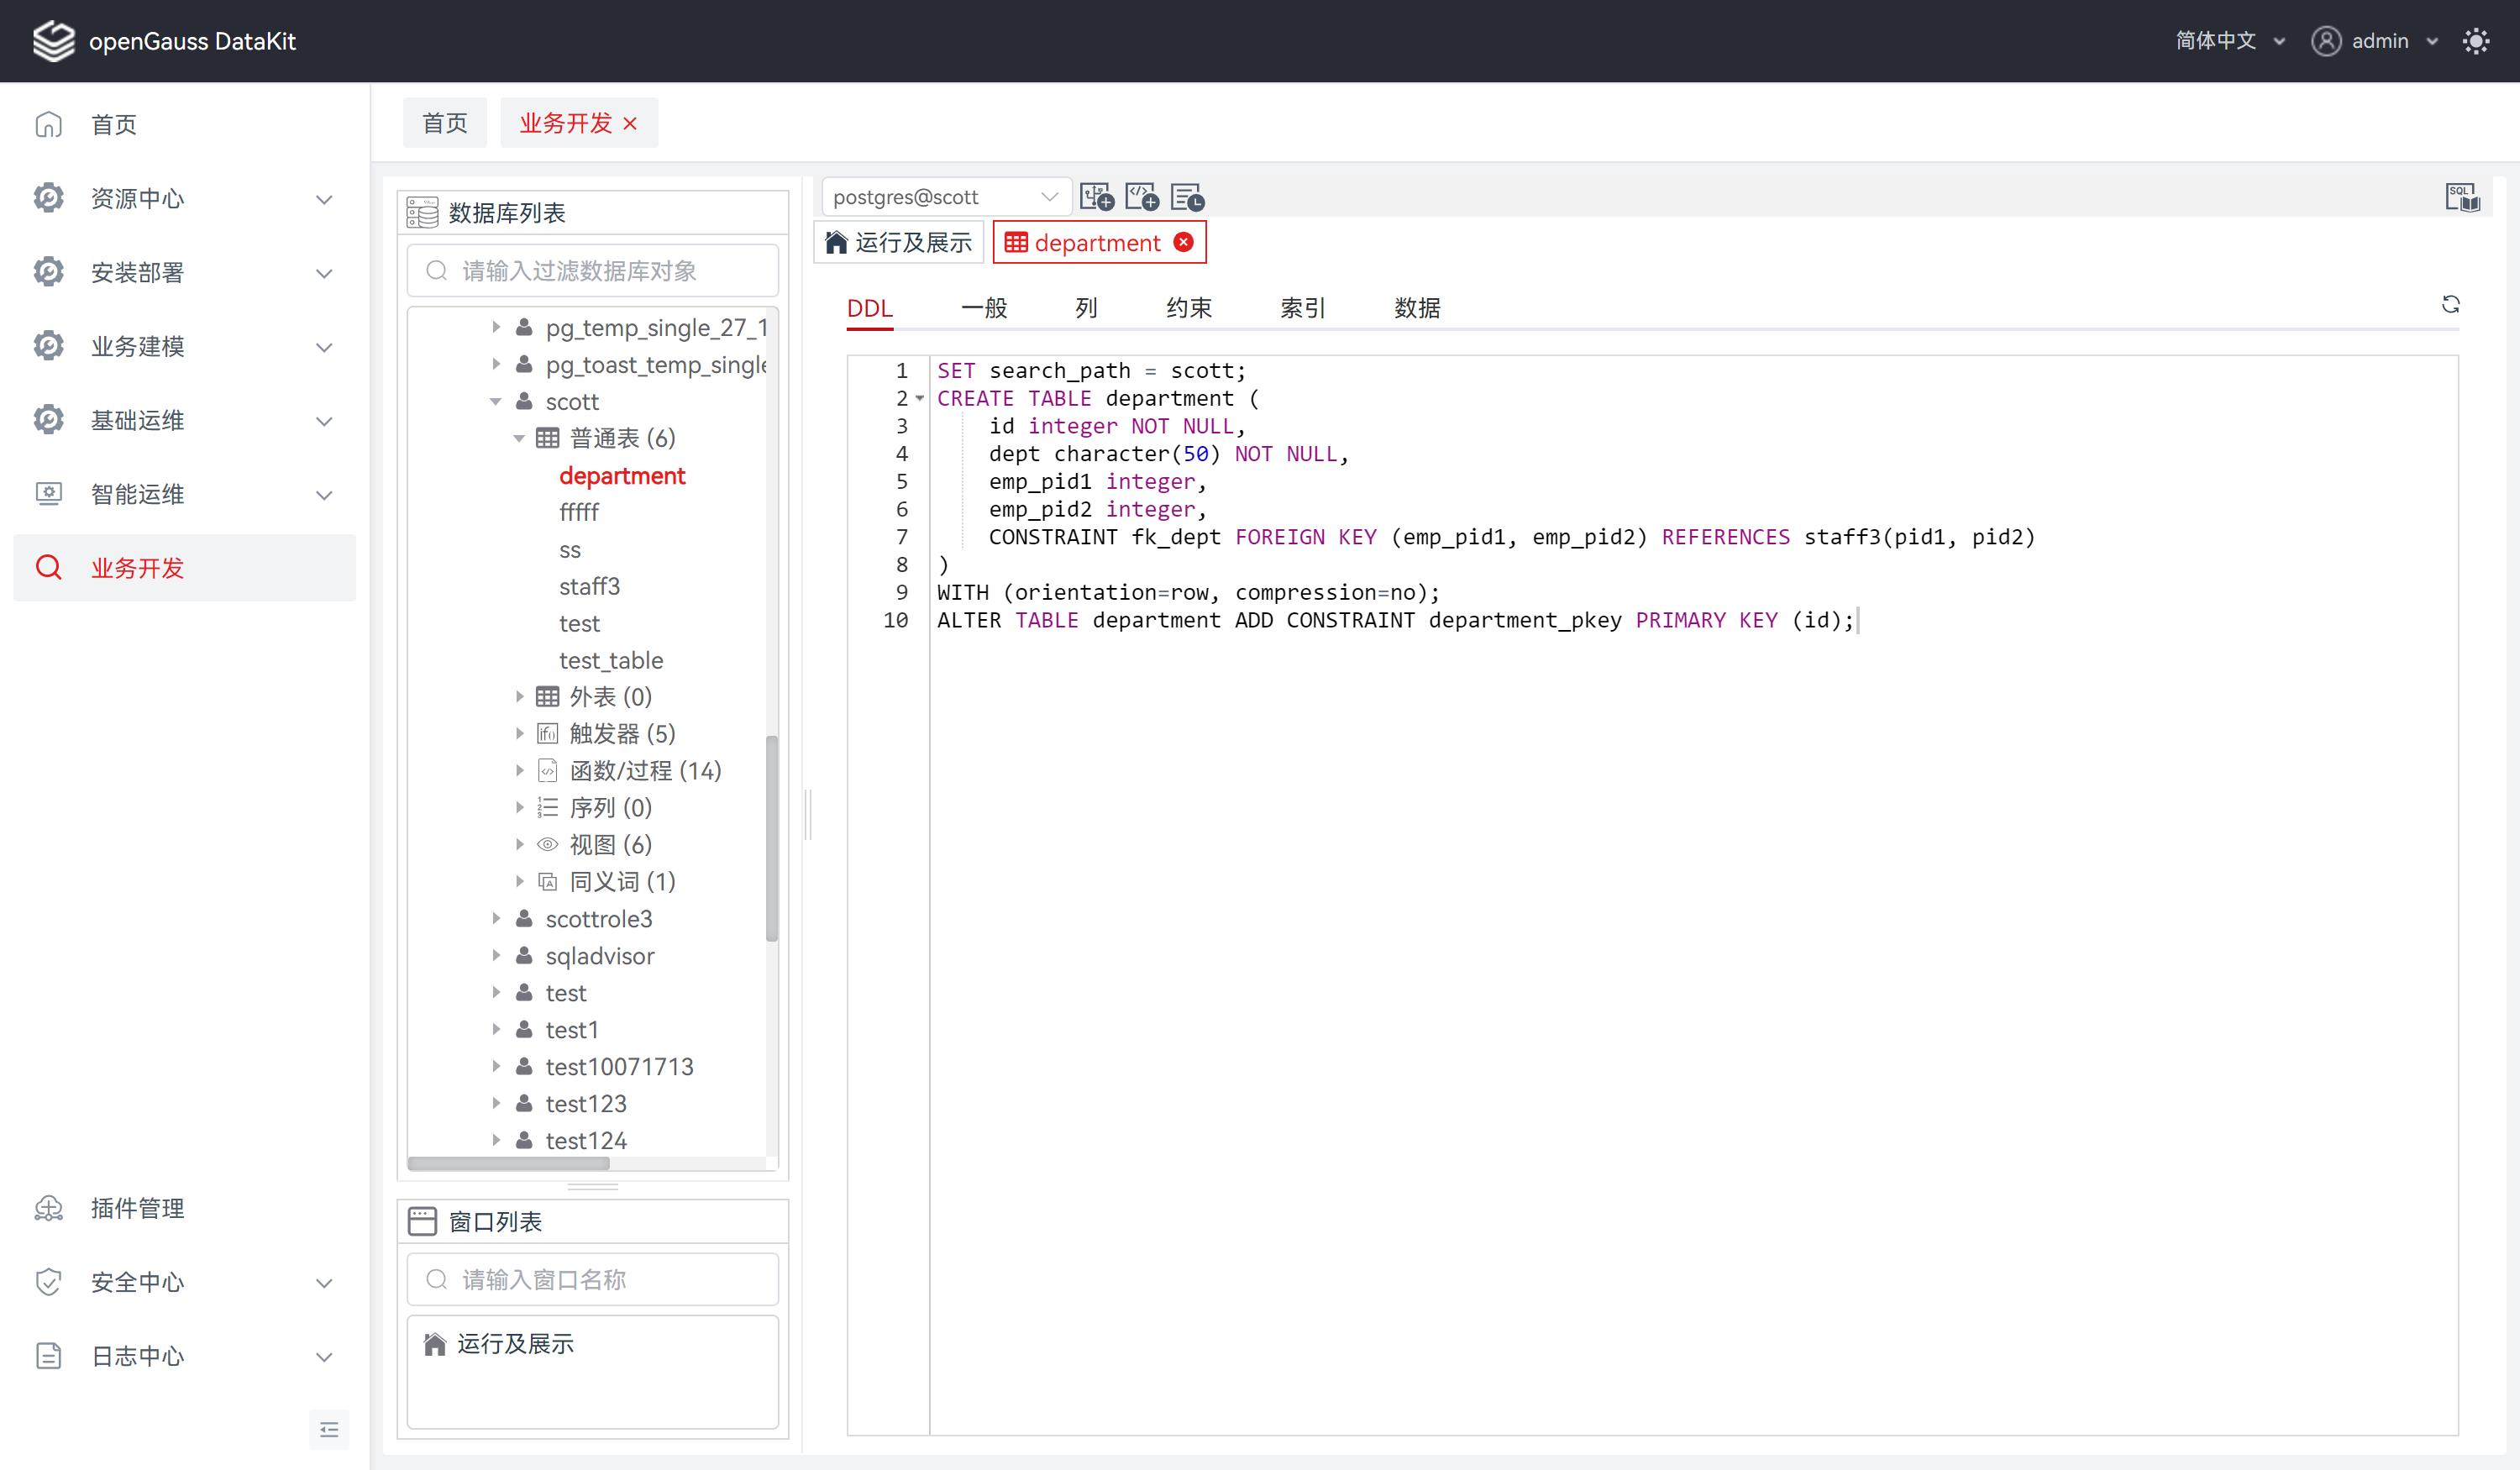 openGauss DataKit
简体中文
admin
首页
资源中心
安装部署
业务建模
基础运维
智能运维
业务开发
插件管理
安全中心
日志中心
首页
业务开发
数据库列表
请输入过滤数据库对象
pg_temp_single_27_1
pg_toast_temp_single
scott
普通表 (6)
department
fffff
ss
staff3
test
test_table
外表 (0)
触发器 (5)
函数/过程 (14)
序列 (0)
视图 (6)
同义词 (1)
scottrole3
sqladvisor
test
test1
test10071713
test123
test124
窗口列表
请输入窗口名称
运行及展示
postgres@scott
SQL
运行及展示
department
DDL 一般 列 约束 索引 数据
1 SET search_path = scott;
2 CREATE TABLE department (
3 id integer NOT NULL,
4 dept character(50) NOT NULL,
5 emp_pid1 integer,
6 emp_pid2 integer,
7 CONSTRAINT fk_dept FOREIGN KEY (emp_pid1, emp_pid2) REFERENCES staff3(pid1, pid2)
8 )
9 WITH (orientation=row, compression=no);
10 ALTER TABLE department ADD CONSTRAINT department_pkey PRIMARY KEY (id);